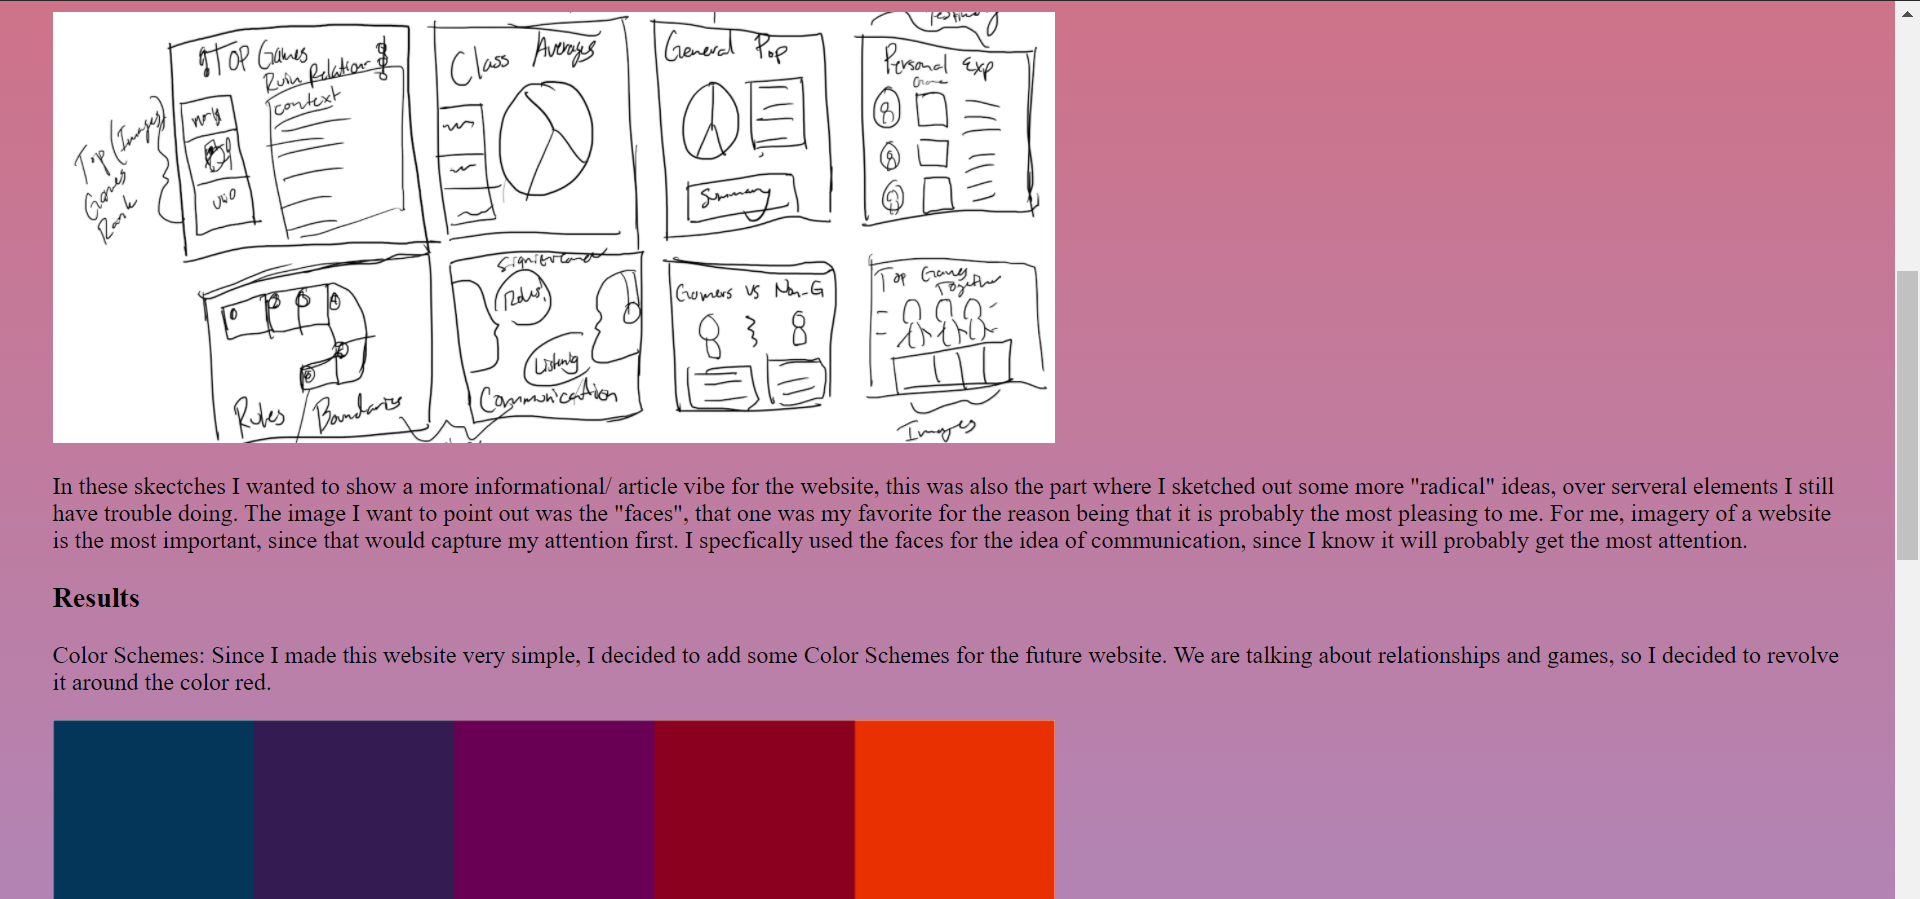 Top Games
Ruin Relation
context
Top (Images)
Games
Rank
Class Averages
General Pop
Summary
Personal Exp
Game
Rules / Boundaries
Rules!
Listening
Communication
Gamers vs Non-G
Top Games
Together
Images
In these skectches I wanted to show a more informational/ article vibe for the website, this was also the part where I sketched out some more "radical" ideas, over serveral elements I still
have trouble doing. The image I want to point out was the "faces", that one was my favorite for the reason being that it is probably the most pleasing to me. For me, imagery of a website
is the most important, since that would capture my attention first. I specfically used the faces for the idea of communication, since I know it will probably get the most attention.
Results
Color Schemes: Since I made this website very simple, I decided to add some Color Schemes for the future website. We are talking about relationships and games, so I decided to revolve
it around the color red.